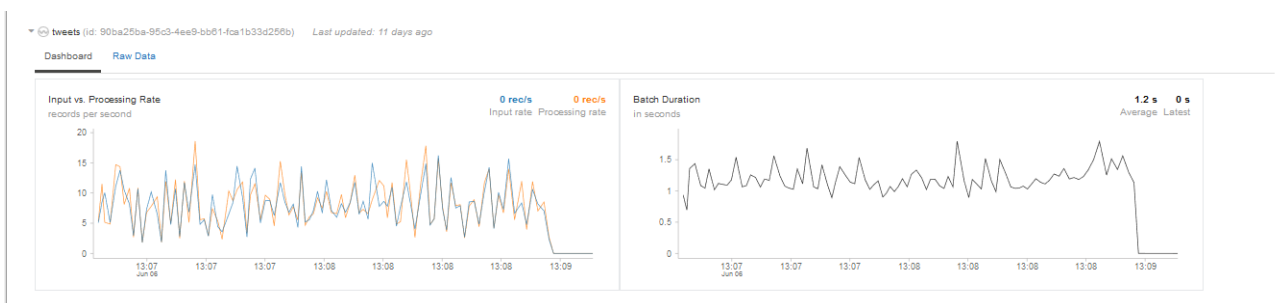 tweets (id: 90ba25ba-95c3-4ee9-bb61-fca1b33d256b) Last updated: 11 days ago
Dashboard Raw Data
Input vs. Processing Rate 0 rec/s 0 rec/s
records per second Input rate Processing rate
20
15
10
5
0
13:07 13:07 13:07 13:08 13:08 13:08 13:08 13:09
Jun 06
Batch Duration 1.2 s 0 s
in seconds Average Latest
1.5
1
0.5
0
13:07 13:07 13:07 13:08 13:08 13:08 13:08 13:09
Jun 06